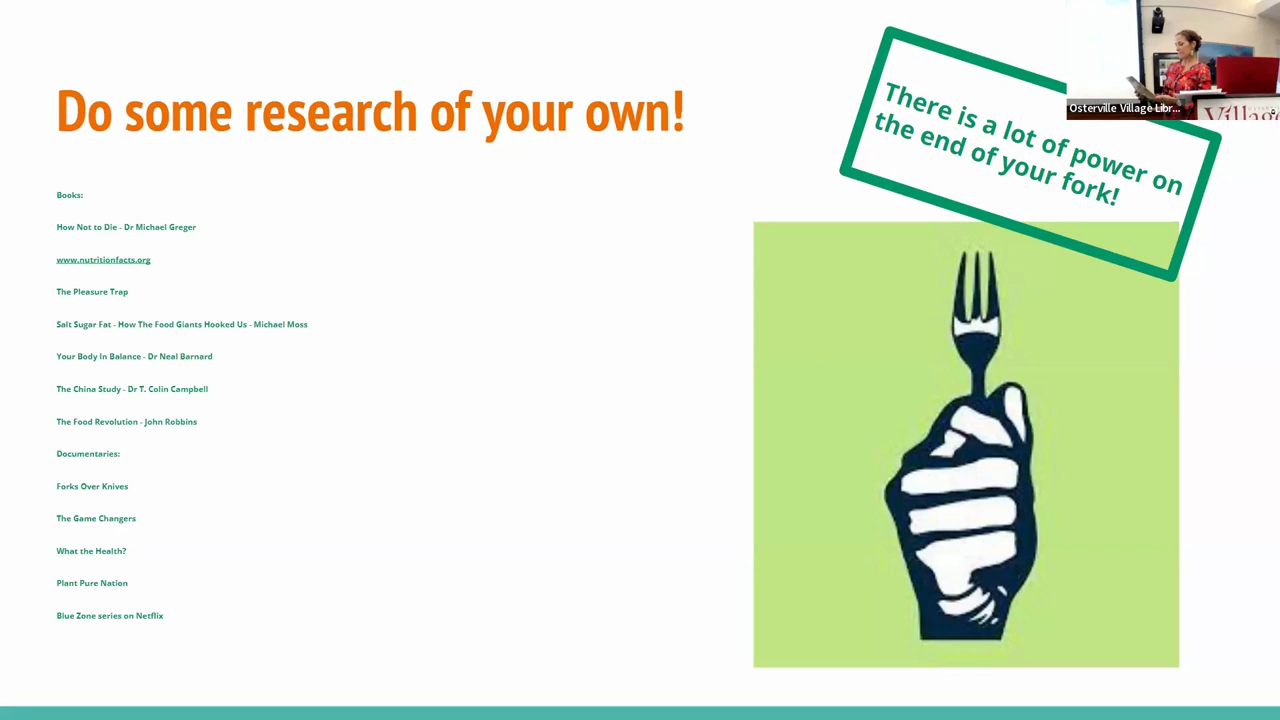 Do some research of your own!
There is a lot of power on
the end of your fork!
Osterville Village Libr...
Books:
How Not to Die - Dr Michael Greger
www.nutritionfacts.org
The Pleasure Trap
Salt Sugar Fat - How The Food Giants Hooked Us - Michael Moss
Your Body In Balance - Dr Neal Barnard
The China Study - Dr T. Colin Campbell
The Food Revolution - John Robbins
Documentaries:
Forks Over Knives
The Game Changers
What the Health?
Plant Pure Nation
Blue Zone series on Netflix